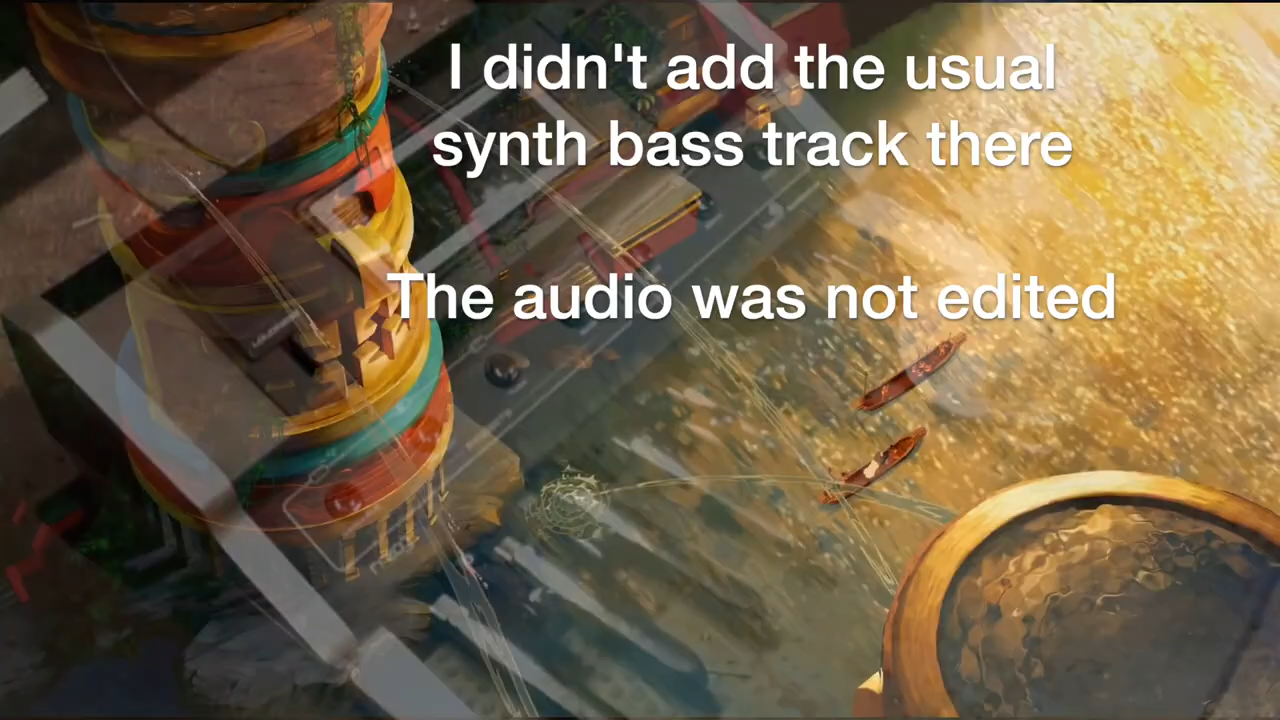 I didn't add the usual
synth bass track there
The audio was not edited